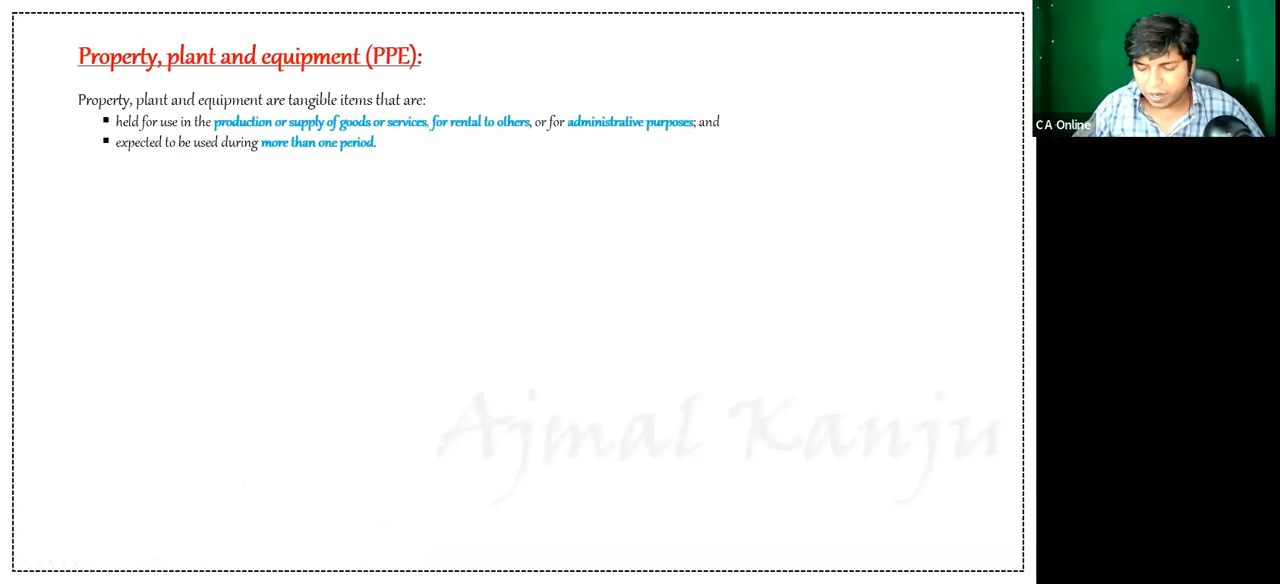 Property, plant and equipment (PPE):
Property, plant and equipment are tangible items that are:
▪ held for use in the production or supply of goods or services, for rental to others, or for administrative purposes; and
▪ expected to be used during more than one period.
Ajmal Kanju
C A Online